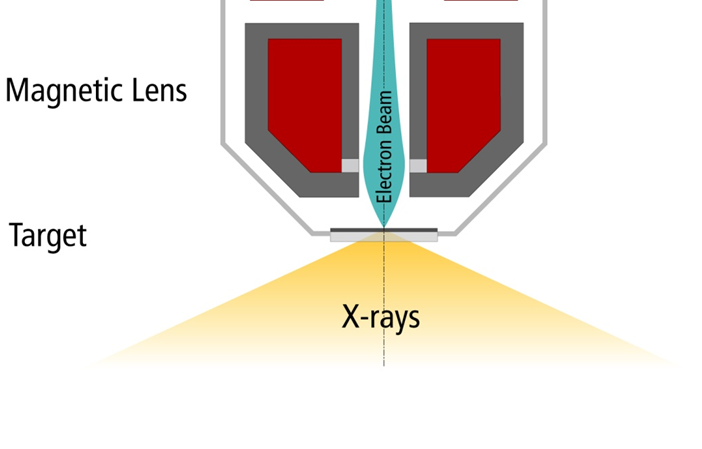 Magnetic Lens
Electron Beam
Target
X-rays